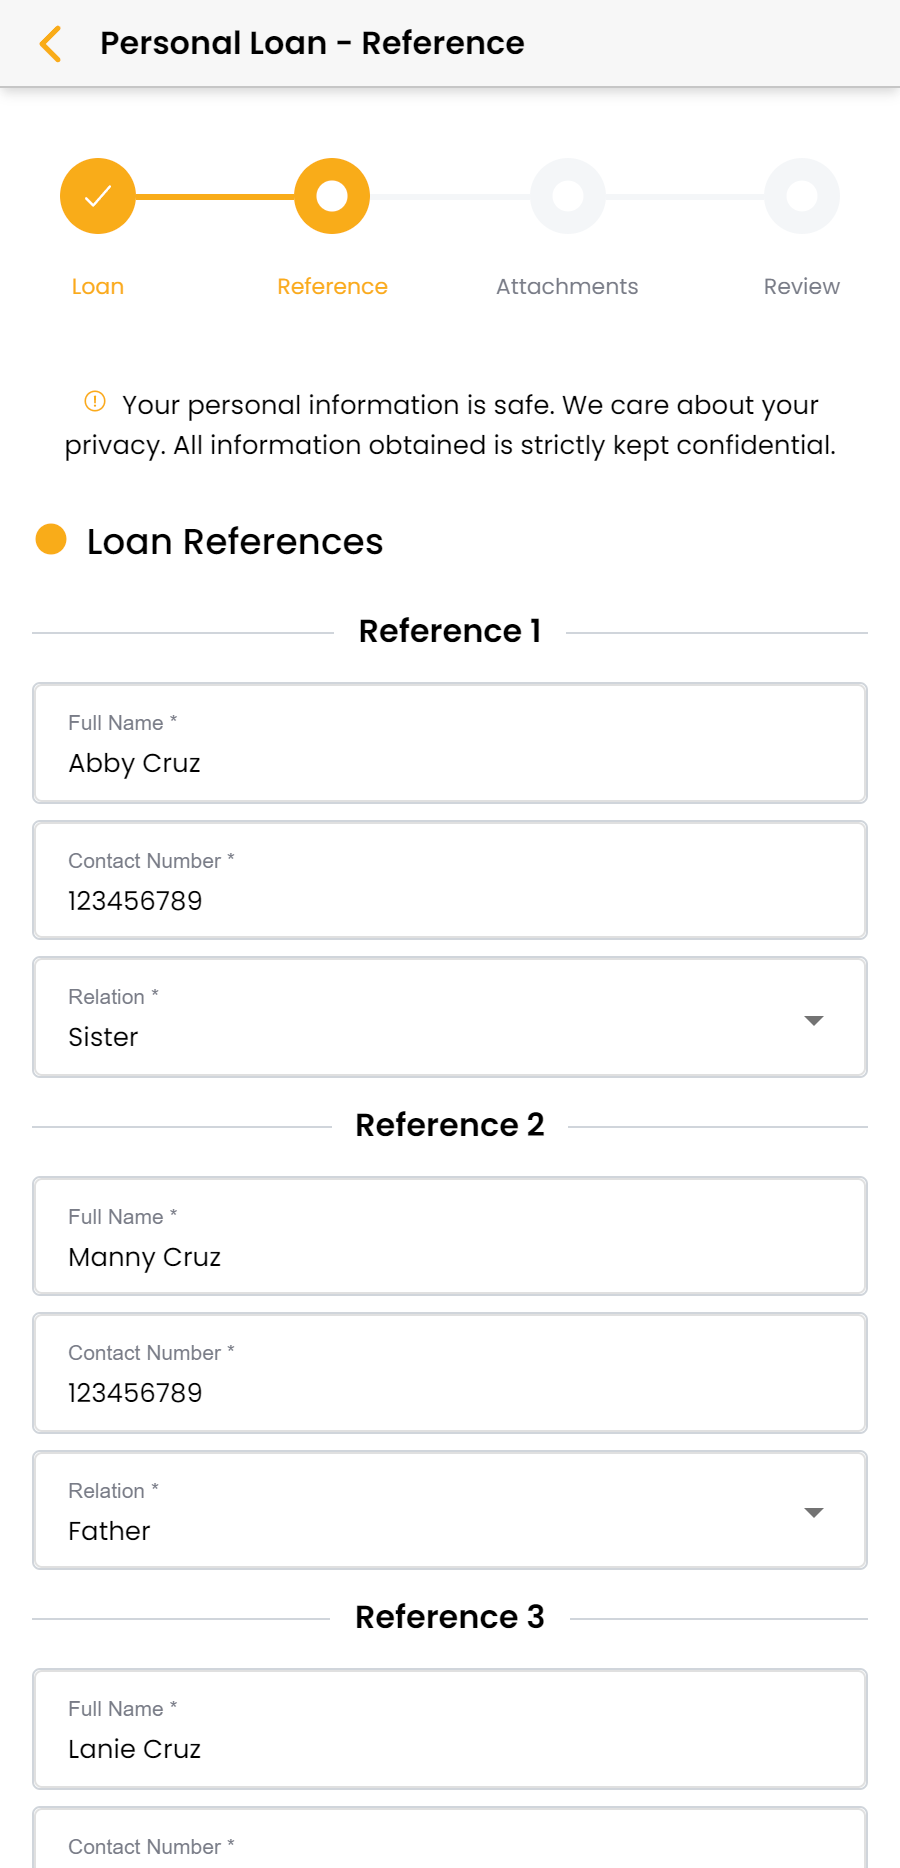 Personal Loan - Reference
Loan
Reference
Attachments
Review
Your personal information is safe. We care about your
privacy. All information obtained is strictly kept confidential.
Loan References
Reference 1
Full Name *
Abby Cruz
Contact Number *
123456789
Relation *
Sister
Reference 2
Full Name *
Manny Cruz
Contact Number *
123456789
Relation *
Father
Reference 3
Full Name *
Lanie Cruz
Contact Number *